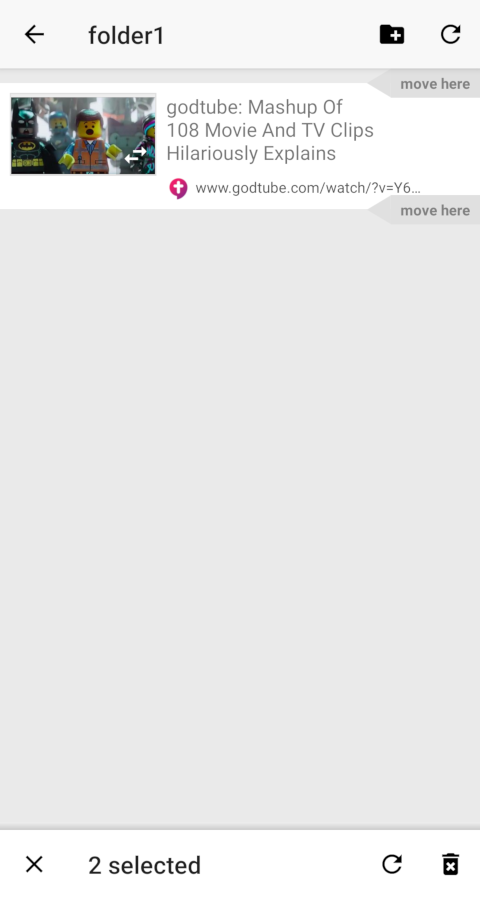 folder1
move here
godtube: Mashup Of
108 Movie And TV Clips
Hilariously Explains
www.godtube.com/watch/?v=Y6...
move here
2 selected